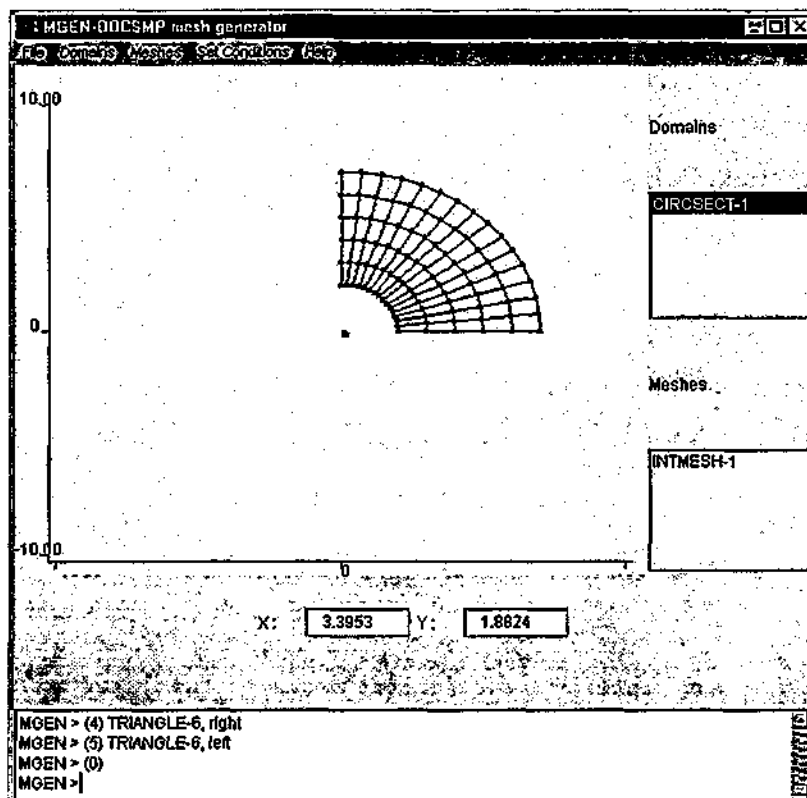 MGEN-OOCSMP mesh generator
File Domains Meshes Set Conditions Help
10.00
Domains
CIRCSECT-1
0
Meshes
INTMESH-1
-10.00
0
X: 3.3953 Y: 1.8824
MGEN > (4) TRIANGLE-6, right
MGEN > (5) TRIANGLE-6, left
MGEN > (0)
MGEN >